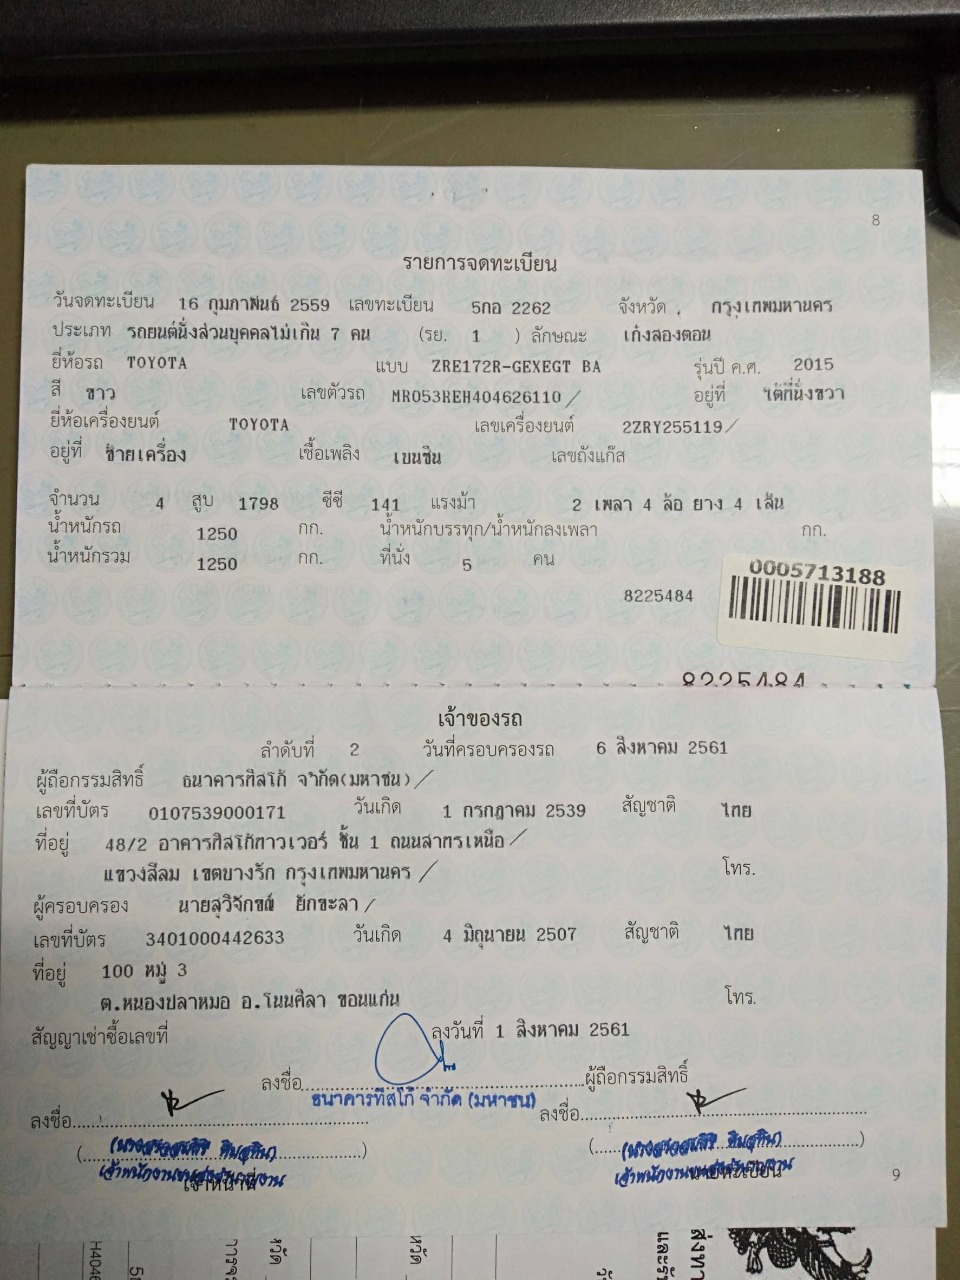 8
รายการจดทะเบียน
วันจดทะเบียน 16 กุมภาพันธ์ 2559 เลขทะเบียน 5กอ 2262 จังหวัด กรุงเทพมหานคร
ประเภท รถยนต์นั่งส่วนบุคคลไม่เกิน 7 คน (รย. 1 ) ลักษณะ เก๋งสองตอน
ยี่ห้อรถ TOYOTA แบบ ZRE172R-GEXEGT BA รุ่นปี ค.ศ. 2015
สี ขาว เลขตัวรถ MR053REH404626110/ อยู่ที่ ใต้ที่นั่งขวา
ยี่ห้อเครื่องยนต์ TOYOTA เลขเครื่องยนต์ 2ZRY255119/
อยู่ที่ ซ้ายเครื่อง เชื้อเพลิง เบนซิน เลขถังแก๊ส
จำนวน 4 สูบ 1798 ซีซี 141 แรงม้า 2 เพลา 4 ล้อ ยาง 4 เส้น
น้ำหนักรถ 1250 กก. น้ำหนักบรรทุก/น้ำหนักลงเพลา กก.
น้ำหนักรวม 1250 กก. ที่นั่ง 5 คน
0005713188
8225484
8225484
เจ้าของรถ
ลำดับที่ 2 วันที่ครอบครองรถ 6 สิงหาคม 2561
ผู้ถือกรรมสิทธิ์ ธนาคารทิสโก้ จำกัด(มหาชน)/
เลขที่บัตร 0107539000171 วันเกิด 1 กรกฎาคม 2539 สัญชาติ ไทย
ที่อยู่ 48/2 อาคารทิสโก้ทาวเวอร์ ชั้น 1 ถนนสาทรเหนือ/
แขวงสีลม เขตบางรัก กรุงเทพมหานคร/ โทร.
ผู้ครอบครอง นายสุวิจักขณ์ ยักขะลา/
เลขที่บัตร 3401000442633 วันเกิด 4 มิถุนายน 2507 สัญชาติ ไทย
ที่อยู่ 100 หมู่ 3
ต.หนองปลาหมอ อ.โนนศิลา ขอนแก่น โทร.
สัญญาเช่าซื้อเลขที่ ลงวันที่ 1 สิงหาคม 2561
ลงชื่อ ผู้ถือกรรมสิทธิ์
ธนาคารทิสโก้ จำกัด (มหาชน)
ลงชื่อ ลงชื่อ
เจ้าหน้าที่ นายทะเบียน
9